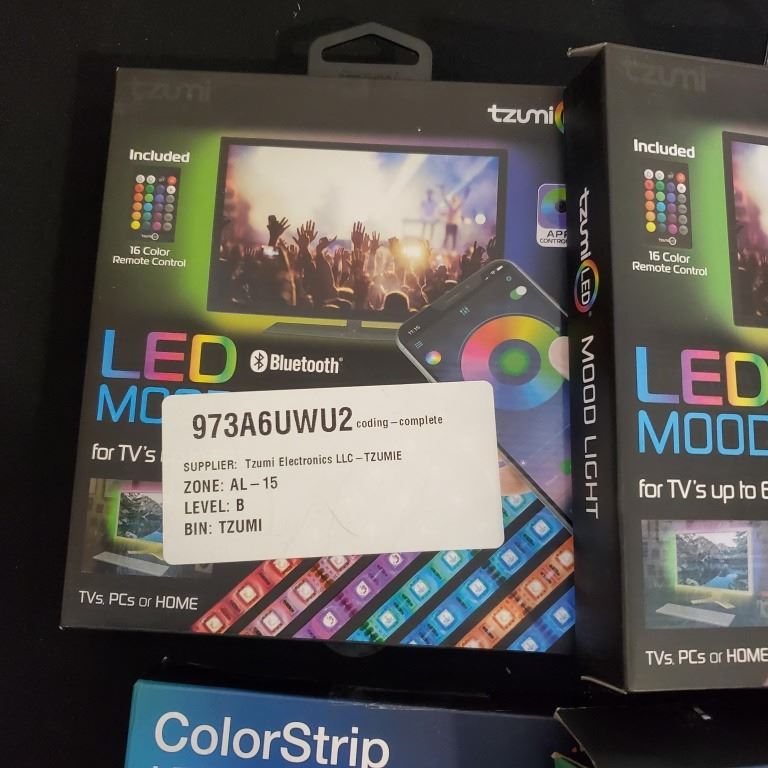 tzumi
tzumi
Included
16 Color
Remote Control
APP
CONTROL
LED
MOO
Bluetooth®
for TV's
973A6UWU2 coding-complete
SUPPLIER: Tzumi Electronics LLC-TZUMIE
ZONE: AL-15
LEVEL: B
BIN: TZUMI
TVs, PCs or HOME
tzumi LED
MOOD LIGHT
tzumi
Included
16 Color
Remote Control
LED
MOOD
for TV's up to 6
TVs, PCs or HOME
ColorStrip